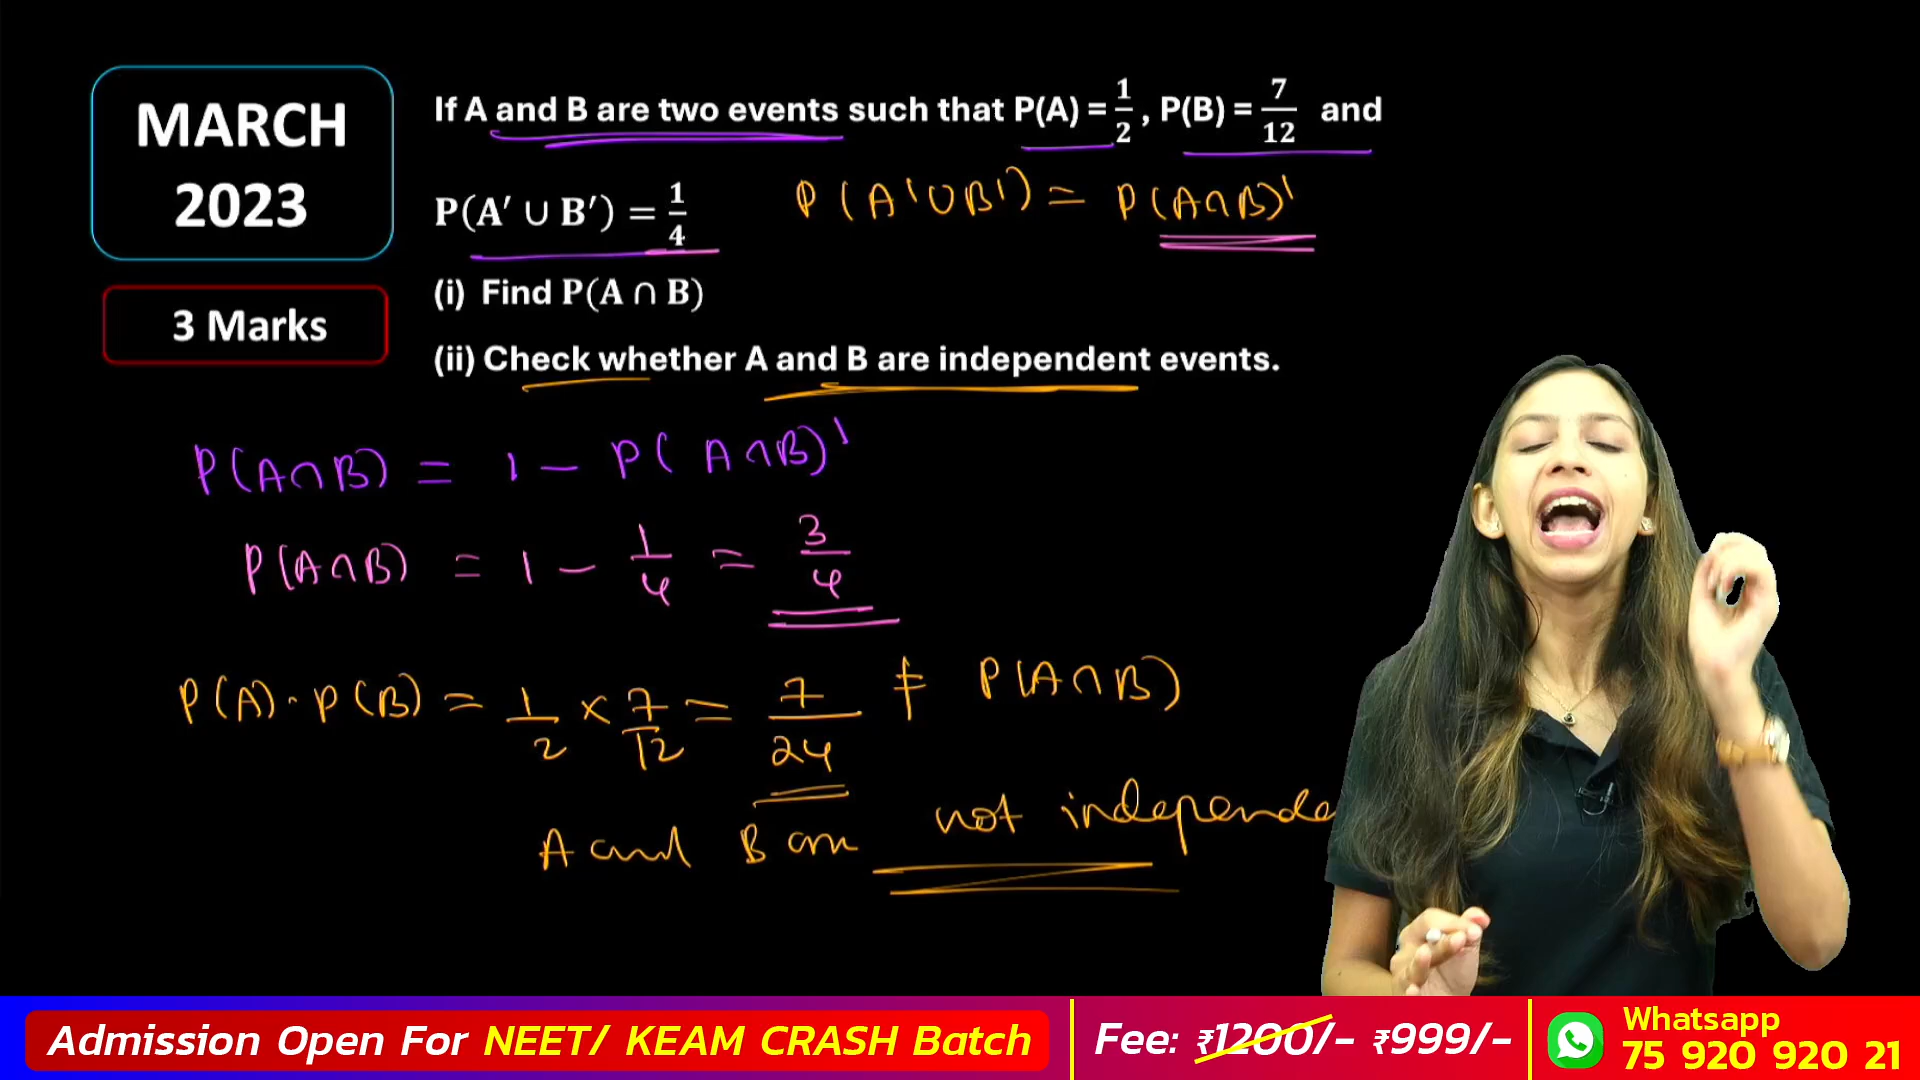 MARCH
2023
3 Marks
If A and B are two events such that P(A) = 1/2, P(B) = 7/12 and
P(A′ ∪ B′) = 1/4
P(A'∪B') = P(A∩B)'
(i) Find P(A ∩ B)
(ii) Check whether A and B are independent events.
P(A∩B) = 1 - P(A∩B)'
P(A∩B) = 1 - 1/4 = 3/4
P(A)·P(B) = 1/2 × 7/12 = 7/24 ≠ P(A∩B)
A and B are not independe
Admission Open For NEET/ KEAM CRASH Batch
Fee: ₹1200/- ₹999/-
Whatsapp
75 920 920 21